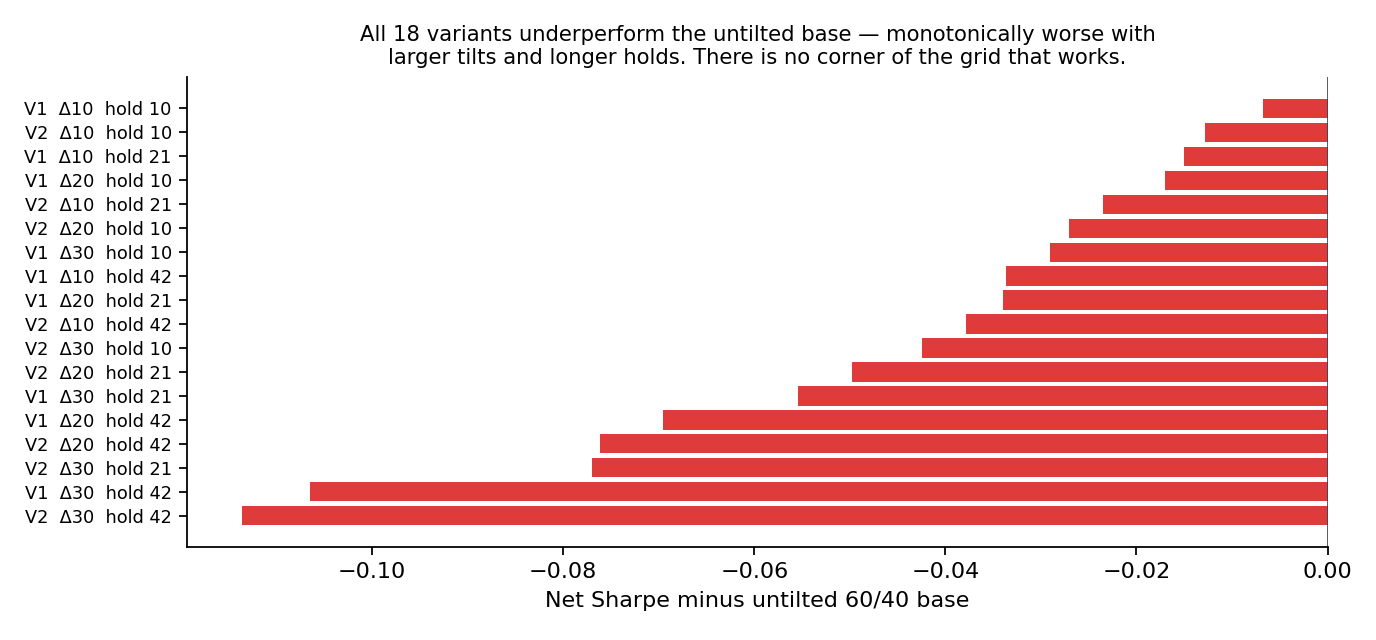 All 18 variants underperform the untilted base — monotonically worse with
larger tilts and longer holds. There is no corner of the grid that works.
V1 Δ10 hold 10
V2 Δ10 hold 10
V1 Δ10 hold 21
V1 Δ20 hold 10
V2 Δ10 hold 21
V2 Δ20 hold 10
V1 Δ30 hold 10
V1 Δ10 hold 42
V1 Δ20 hold 21
V2 Δ10 hold 42
V2 Δ30 hold 10
V2 Δ20 hold 21
V1 Δ30 hold 21
V1 Δ20 hold 42
V2 Δ20 hold 42
V2 Δ30 hold 21
V1 Δ30 hold 42
V2 Δ30 hold 42
−0.10 −0.08 −0.06 −0.04 −0.02 0.00
Net Sharpe minus untilted 60/40 base